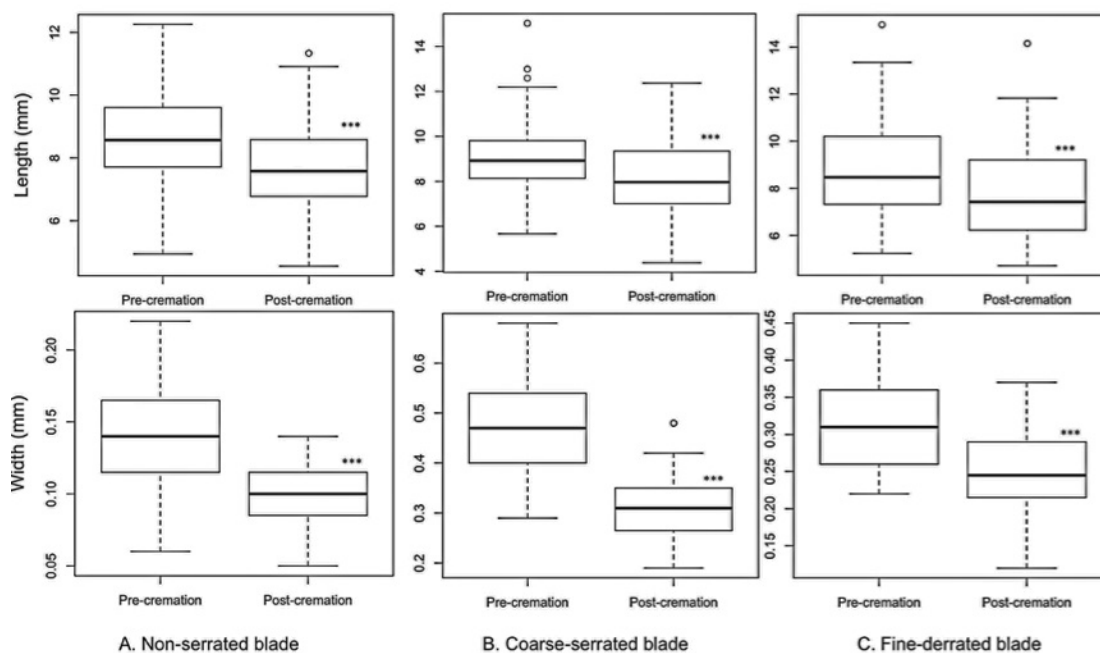 Length (mm)
6 8 10 12
***
Pre-cremation Post-cremation
4 6 8 10 12 14
***
Pre-cremation Post-cremation
6 8 10 12 14
***
Pre-cremation Post-cremation
Width (mm)
0.05 0.10 0.15 0.20
***
Pre-cremation Post-cremation
0.2 0.3 0.4 0.5 0.6
***
Pre-cremation Post-cremation
0.15 0.20 0.25 0.30 0.35 0.40 0.45
***
Pre-cremation Post-cremation
A. Non-serrated blade
B. Coarse-serrated blade
C. Fine-derrated blade